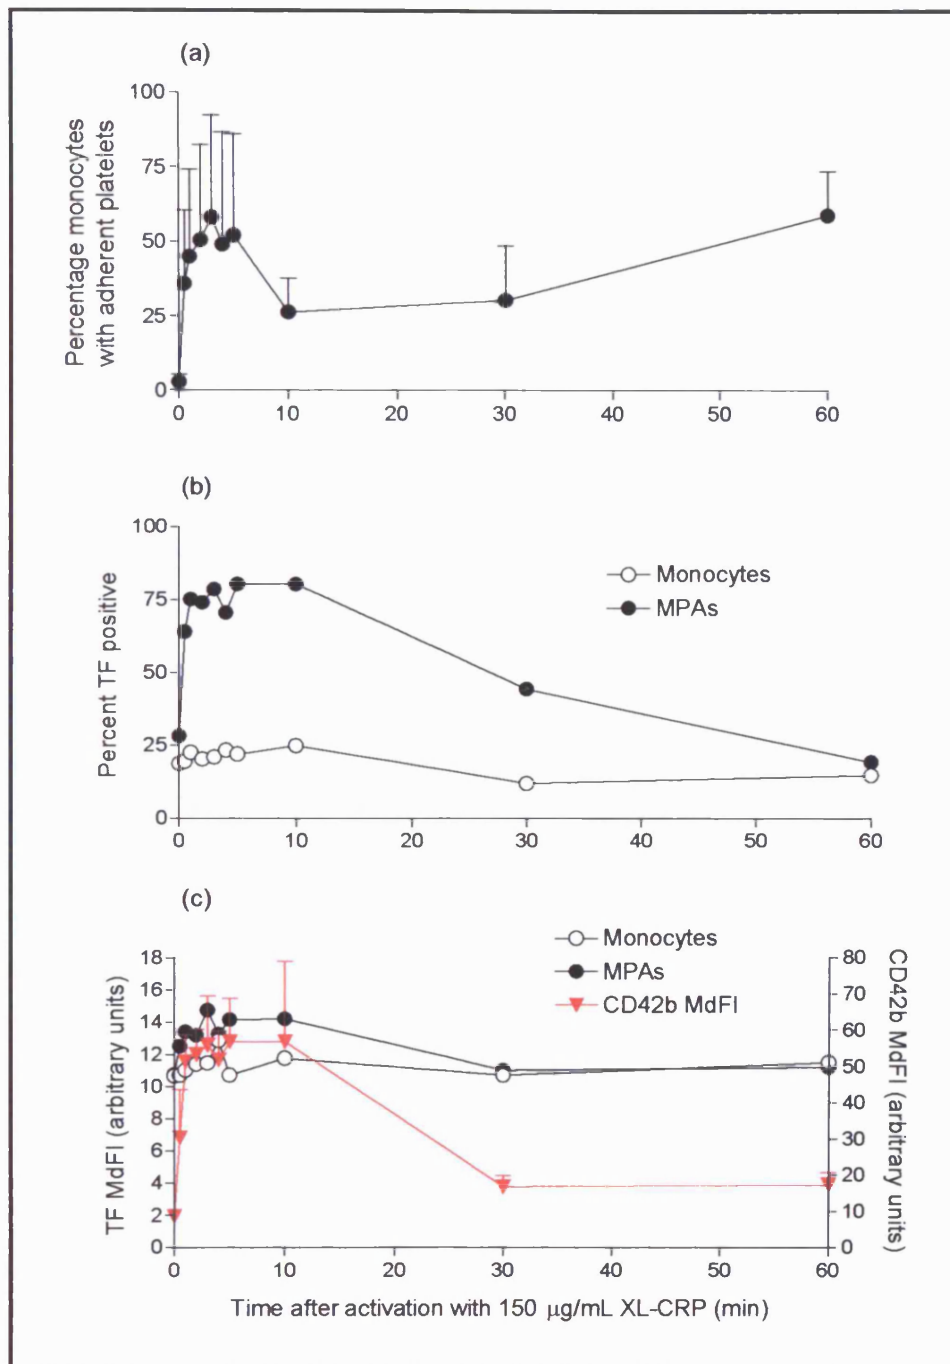 (a)
100
75
50
25
0
Percentage monocytes
with adherent platelets
0 10 20 30 40 50 60
(b)
100
75
50
25
0
Percent TF positive
Monocytes
MPAs
0 10 20 30 40 50 60
(c)
Monocytes
MPAs
CD42b MdFI
18
16
14
12
10
8
6
4
2
0
TF MdFI (arbitrary units)
80
70
60
50
40
30
20
10
0
CD42b MdFI (arbitrary
units)
0 10 20 30 40 50 60
Time after activation with 150 μg/mL XL-CRP (min)